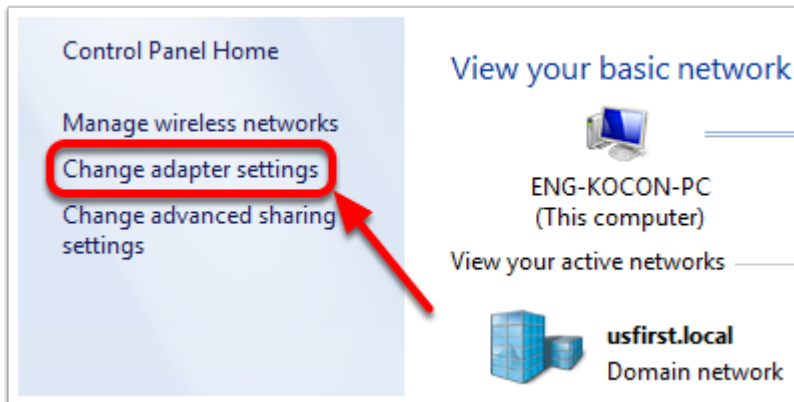 Control Panel Home
Manage wireless networks
Change adapter settings
Change advanced sharing
settings
View your basic network
ENG-KOCON-PC
(This computer)
View your active networks
usfirst.local
Domain network